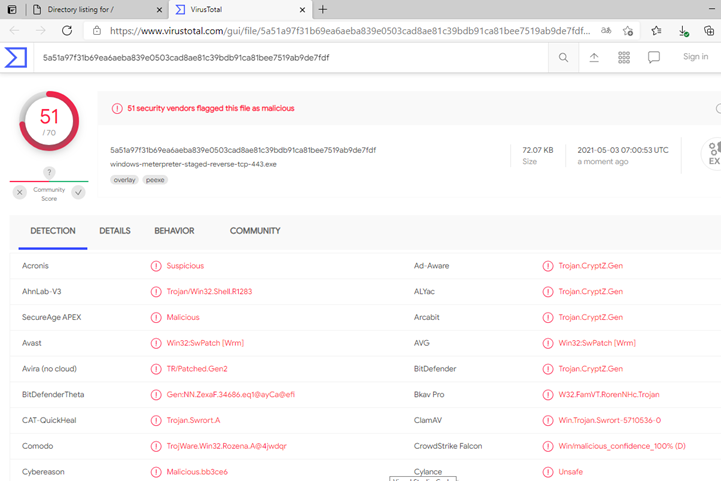 Directory listing for /
VirusTotal
https://www.virustotal.com/gui/file/5a51a97f31b69ea6aeba839e0503cad8ae81c39bdb91ca81bee7519ab9de7fdf...
5a51a97f31b69ea6aeba839e0503cad8ae81c39bdb91ca81bee7519ab9de7fdf
Sign in
51
/ 70
51 security vendors flagged this file as malicious
5a51a97f31b69ea6aeba839e0503cad8ae81c39bdb91ca81bee7519ab9de7fdf
windows-meterpreter-staged-reverse-tcp-443.exe
overlay peexe
72.07 KB
Size
2021-05-03 07:00:53 UTC
a moment ago
EX
?
Community
Score
DETECTION DETAILS BEHAVIOR COMMUNITY
Acronis Suspicious Ad-Aware Trojan.CryptZ.Gen
AhnLab-V3 Trojan/Win32.Shell.R1283 ALYac Trojan.CryptZ.Gen
SecureAge APEX Malicious Arcabit Trojan.CryptZ.Gen
Avast Win32:SwPatch [Wrm] AVG Win32:SwPatch [Wrm]
Avira (no cloud) TR/Patched.Gen2 BitDefender Trojan.CryptZ.Gen
BitDefenderTheta Gen:NN.ZexaF.34686.eq1@ayCa@efi Bkav Pro W32.FamVT.RorenNHc.Trojan
CAT-QuickHeal Trojan.Swrort.A ClamAV Win.Trojan.Swrort-5710536-0
Comodo TrojWare.Win32.Rozena.A@4jwdqr CrowdStrike Falcon Win/malicious_confidence_100% (D)
Cybereason Malicious.bb3ce6 Cylance Unsafe